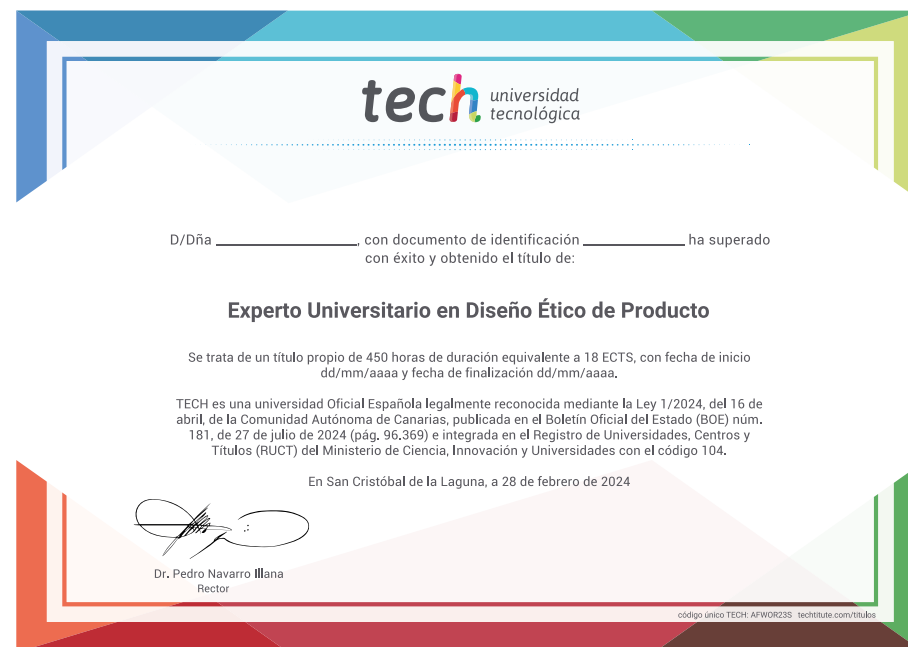 tech universidad
tecnológica
D/Dña ________________, con documento de identificación ____________ ha superado
con éxito y obtenido el título de:
Experto Universitario en Diseño Ético de Producto
Se trata de un título propio de 450 horas de duración equivalente a 18 ECTS, con fecha de inicio
dd/mm/aaaa y fecha de finalización dd/mm/aaaa.
TECH es una universidad Oficial Española legalmente reconocida mediante la Ley 1/2024, del 16 de
abril, de la Comunidad Autónoma de Canarias, publicada en el Boletín Oficial del Estado (BOE) núm.
181, de 27 de julio de 2024 (pág. 96.369) e integrada en el Registro de Universidades, Centros y
Títulos (RUCT) del Ministerio de Ciencia, Innovación y Universidades con el código 104.
En San Cristóbal de la Laguna, a 28 de febrero de 2024
Dr. Pedro Navarro Illana
Rector
código único TECH: AFWOR23S techtitute.com/titulos